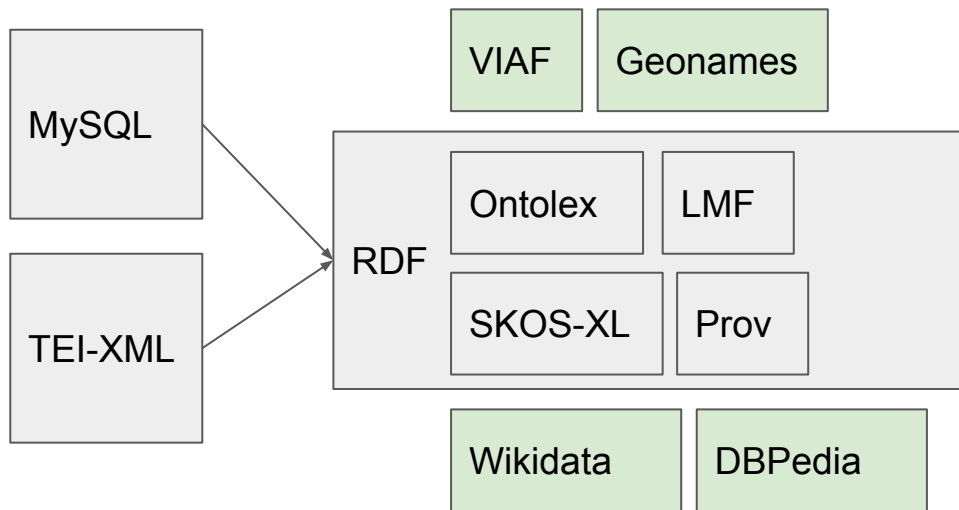 VIAF
Geonames
MySQL
Ontolex
LMF
RDF
SKOS-XL
Prov
TEI-XML
Wikidata
DBPedia